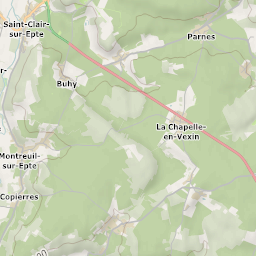 Saint-Clair-
sur-Epte
Parnes
Buhy
La Chapelle-
en-Vexin
Montreuil-
sur-Epte
Copierres